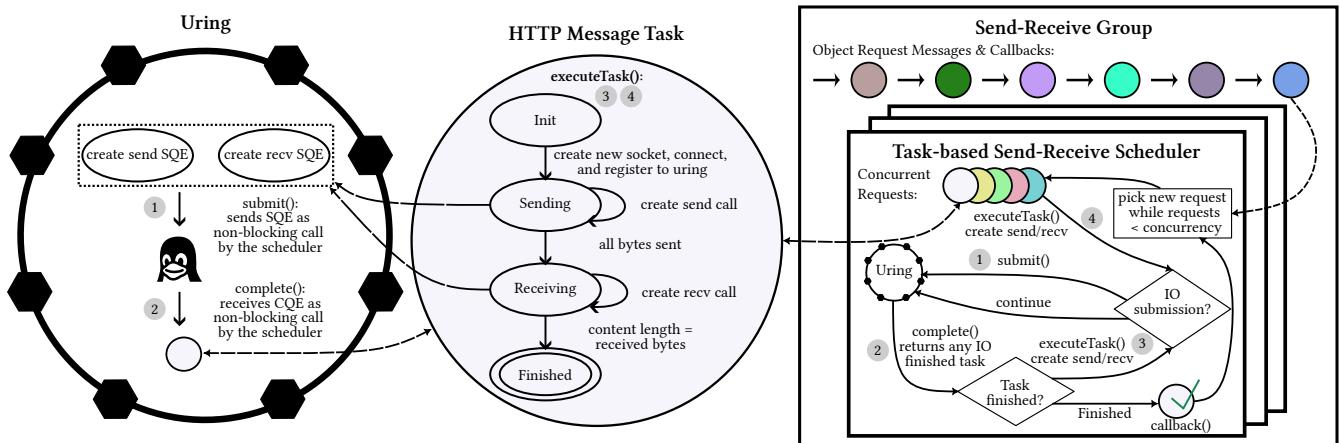 Uring
create send SQE
create recv SQE
1
submit():
sends SQE as
non-blocking call
by the scheduler
2
complete():
receives CQE as
non-blocking call
by the scheduler
HTTP Message Task
executeTask():
3 4
Init
create new socket, connect,
and register to uring
Sending
create send call
all bytes sent
Receiving
create recv call
content length =
received bytes
Finished
Send-Receive Group
Object Request Messages & Callbacks:
Task-based Send-Receive Scheduler
Concurrent
Requests:
pick new request
while requests
< concurrency
executeTask()
create send/recv
4
Uring
1 submit()
continue
IO
submission?
2
complete()
returns any IO
finished task
executeTask()
create send/recv
3
Task
finished?
Finished
callback()